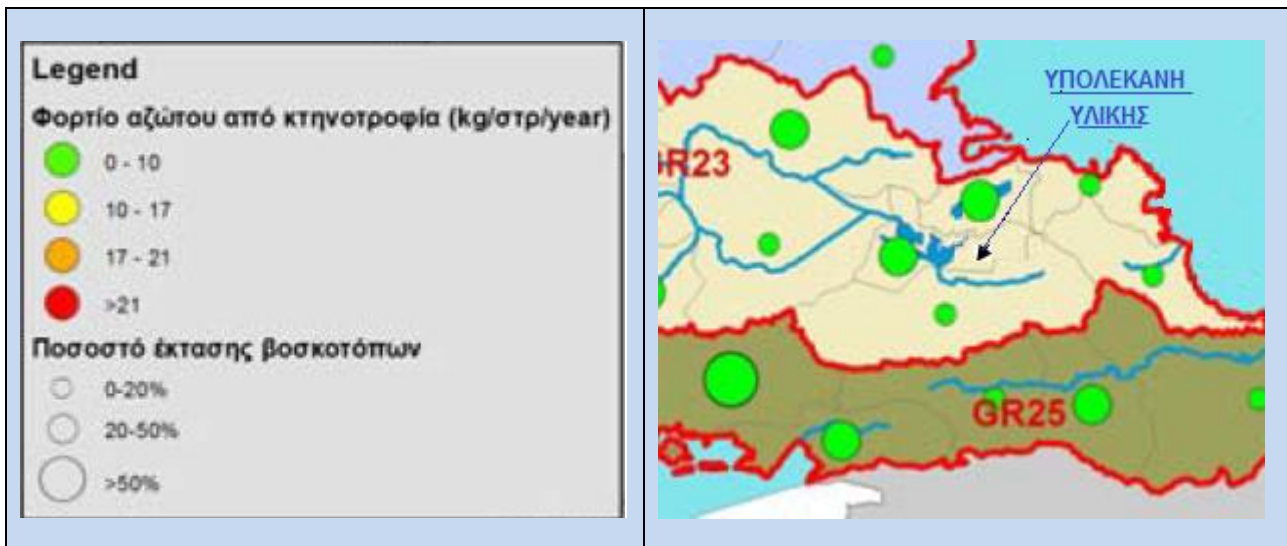 Legend
Φορτίο αζώτου από κτηνοτροφία (kg/στρ/year)
0 - 10
10 - 17
17 - 21
>21
Ποσοστό έκτασης βοσκοτόπων
0-20%
20-50%
>50%
ΥΠΟΛΕΚΑΝΗ
ΥΛΙΚΗΣ
R23
GR25